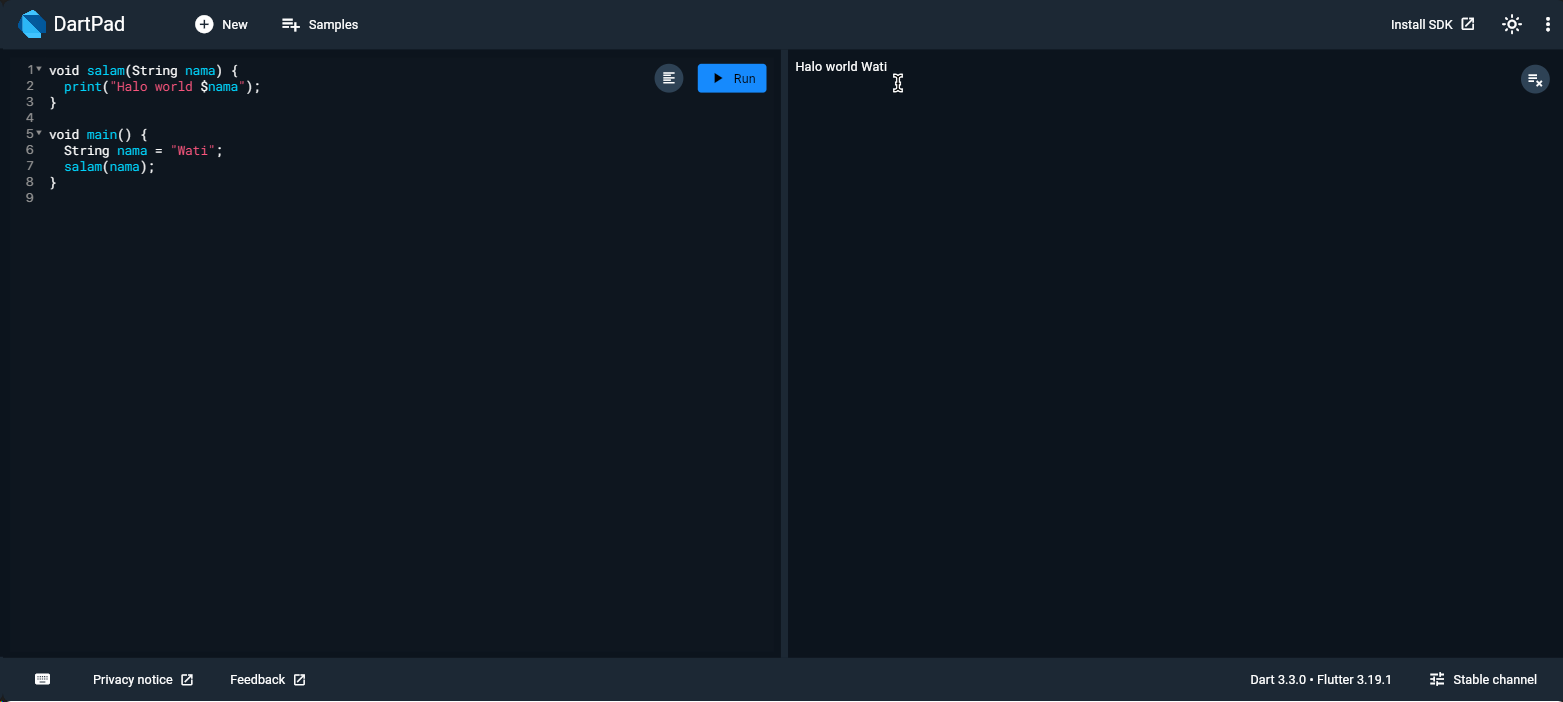 DartPad
New
Samples
Install SDK
1 void salam(String nama) {
2   print("Halo world $nama");
3 }
4
5 void main() {
6   String nama = "Wati";
7   salam(nama);
8 }
9
Run
Halo world Wati
Privacy notice
Feedback
Dart 3.3.0 • Flutter 3.19.1
Stable channel